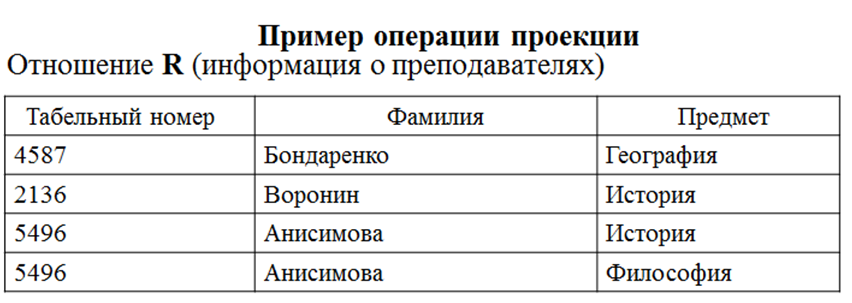 Пример операции проекции
Отношение R (информация о преподавателях)
Табельный номер Фамилия Предмет
4587 Бондаренко География
2136 Воронин История
5496 Анисимова История
5496 Анисимова Философия